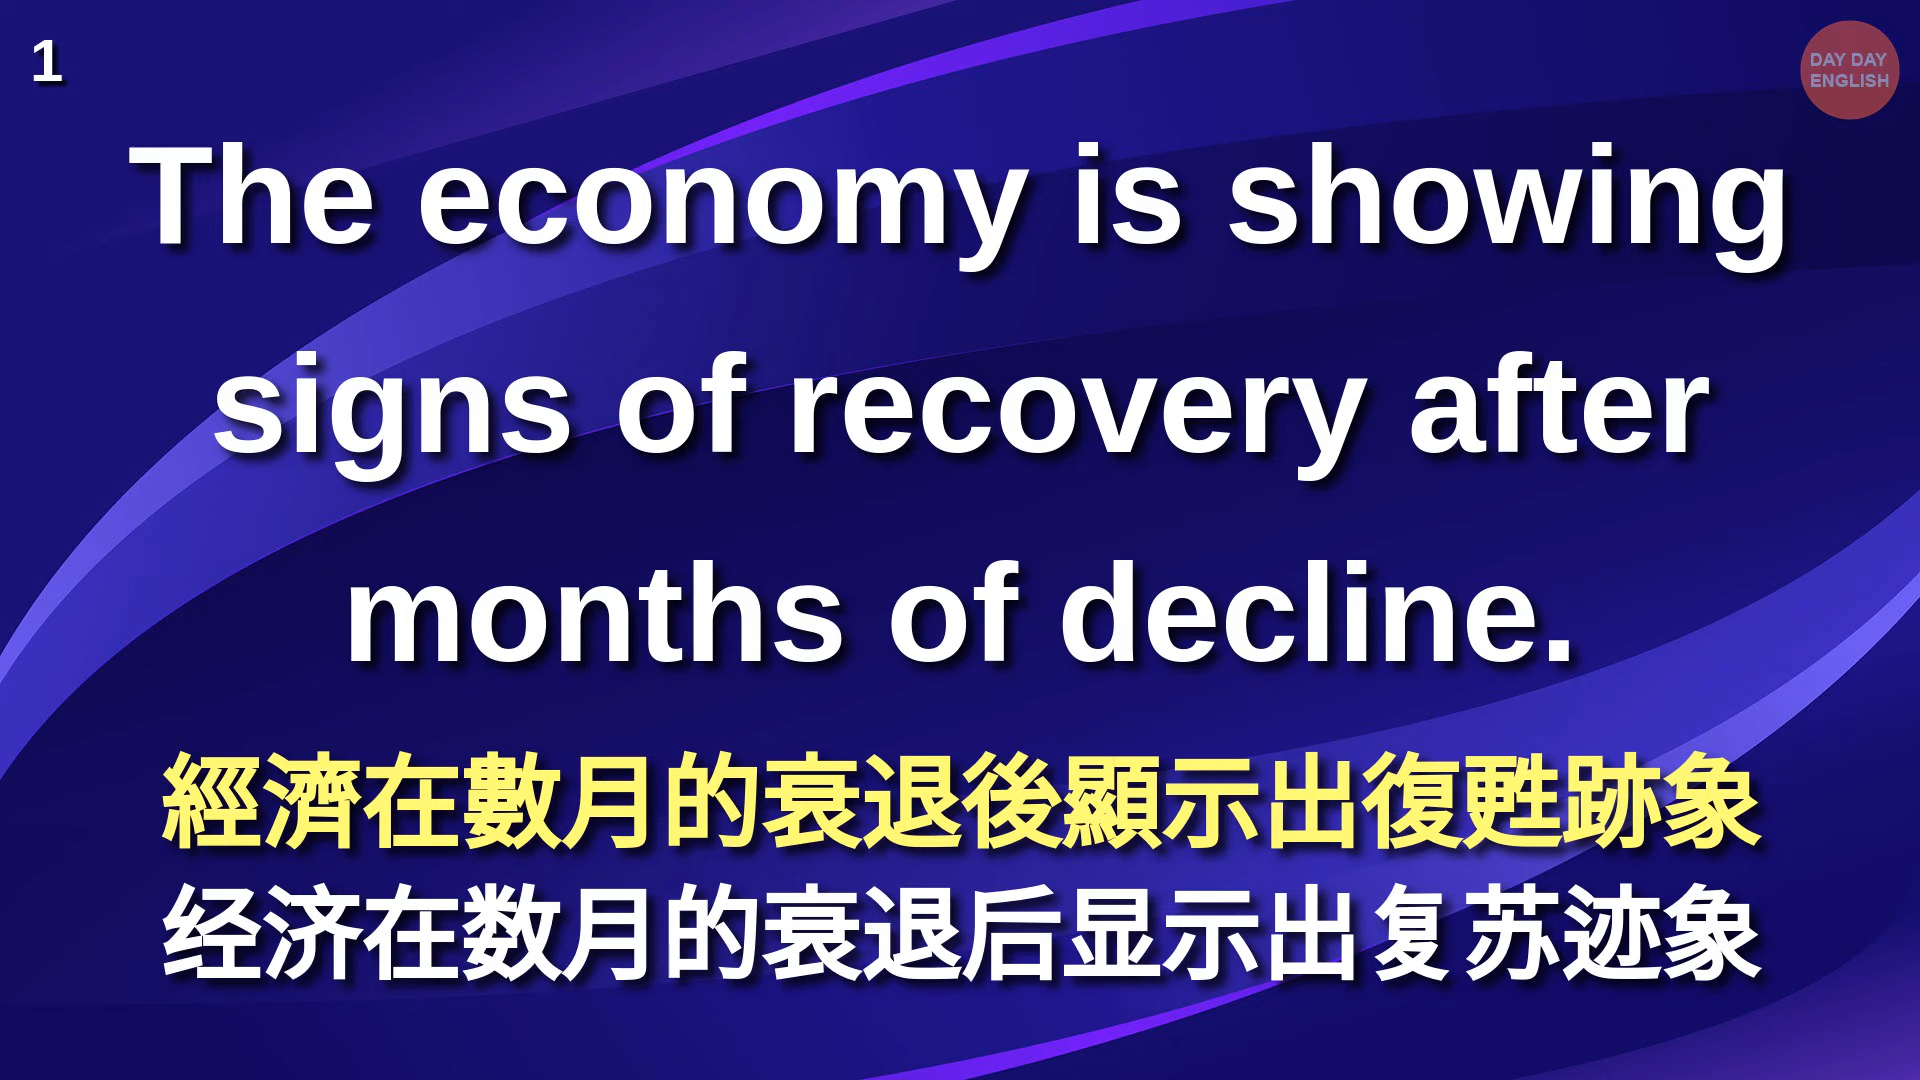 1
DAY DAY
ENGLISH
The economy is showing
signs of recovery after
months of decline.
經濟在數月的衰退後顯示出復甦跡象
经济在数月的衰退后显示出复苏迹象